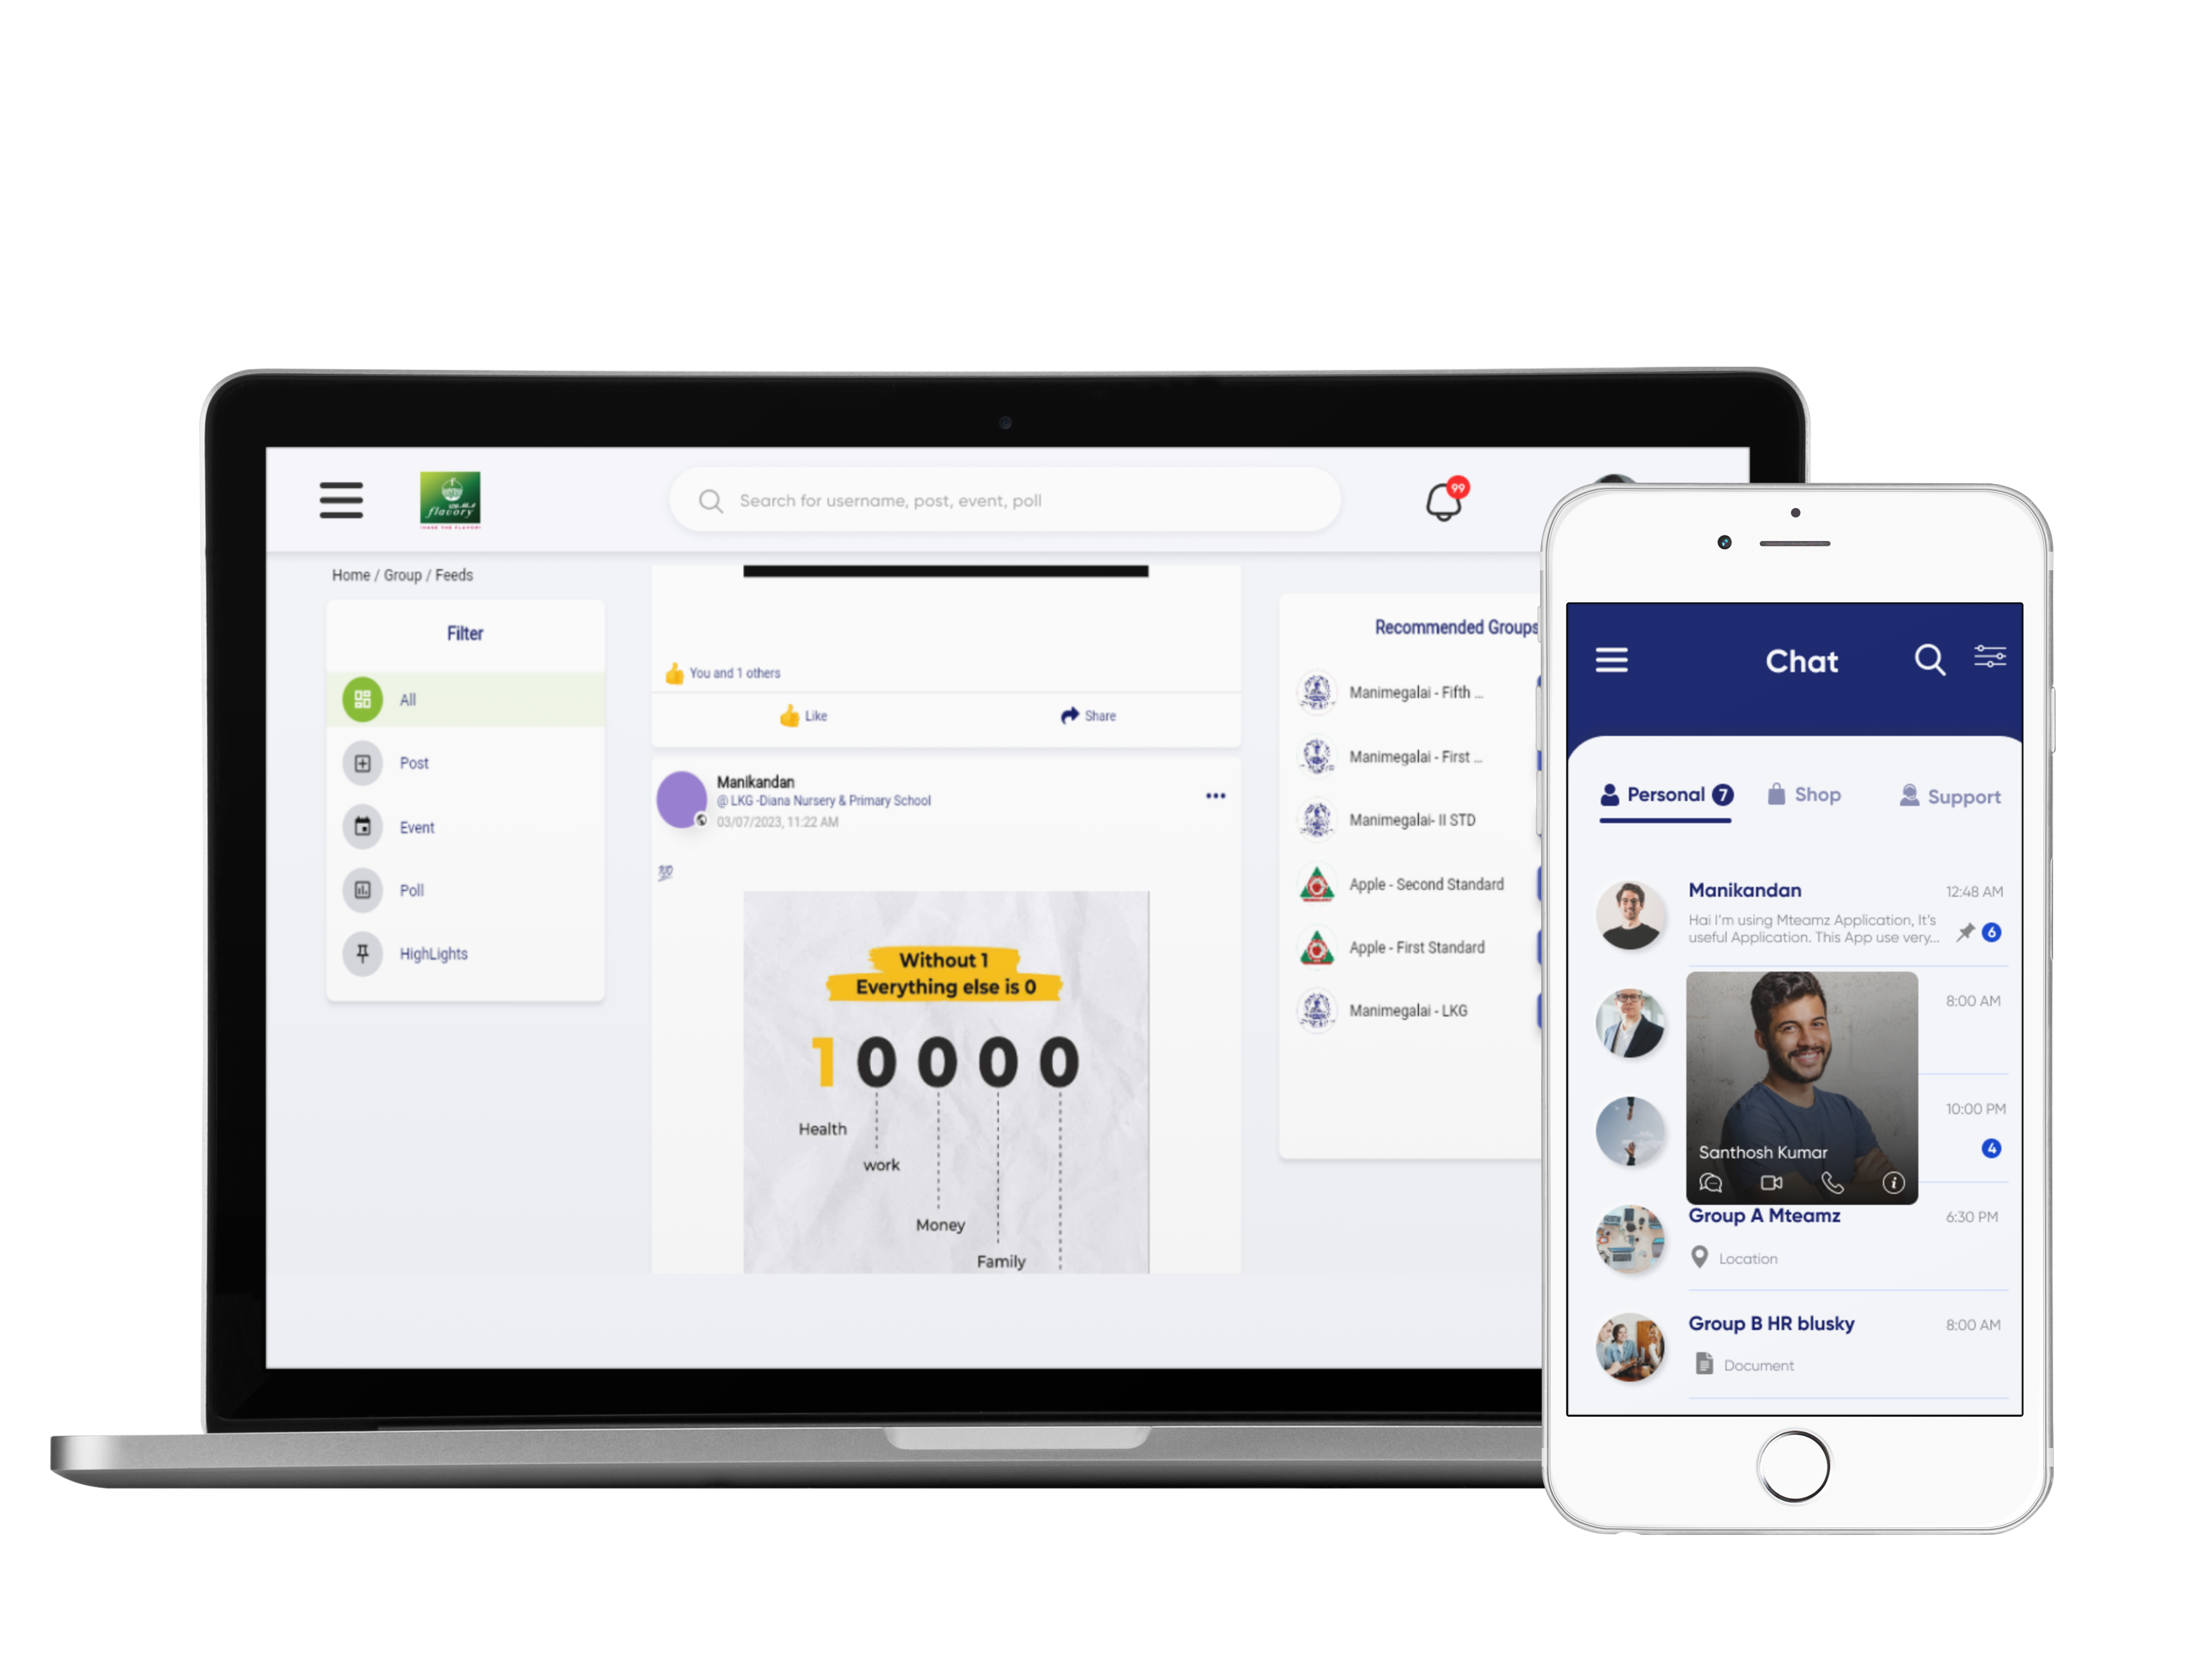 flavory
Search for username, post, event, poll
99
Home / Group / Feeds
Filter
All
Post
Event
Poll
HighLights
You and 1 others
Like
Share
Manikandan
@ LKG -Diana Nursery & Primary School
03/07/2023, 11:22 AM
💯
Without 1
Everything else is 0
1 0 0 0 0
Health
work
Money
Family
Recommended Groups
Manimegalai - Fifth ...
Manimegalai - First ...
Manimegalai- II STD
Apple - Second Standard
Apple - First Standard
Manimegalai - LKG
Chat
Personal 7
Shop
Support
Manikandan
12:48 AM
Hai I'm using Mteamz Application, It's
useful Application. This App use very...
6
8:00 AM
10:00 PM
4
Santhosh Kumar
Group A Mteamz
6:30 PM
Location
Group B HR blusky
8:00 AM
Document